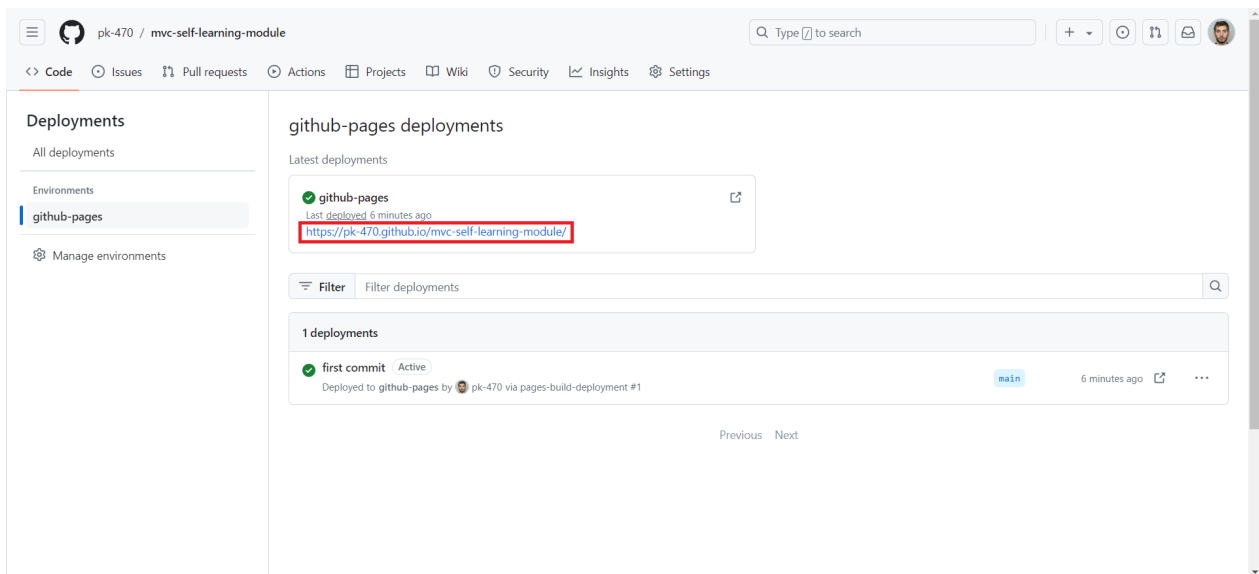 pk-470 / mvc-self-learning-module
Type / to search
Code Issues Pull requests Actions Projects Wiki Security Insights Settings
Deployments
All deployments
Environments
github-pages
Manage environments
github-pages deployments
Latest deployments
github-pages
Last deployed 6 minutes ago
https://pk-470.github.io/mvc-self-learning-module/
Filter Filter deployments
1 deployments
first commit Active
Deployed to github-pages by pk-470 via pages-build-deployment #1
main 6 minutes ago
Previous Next